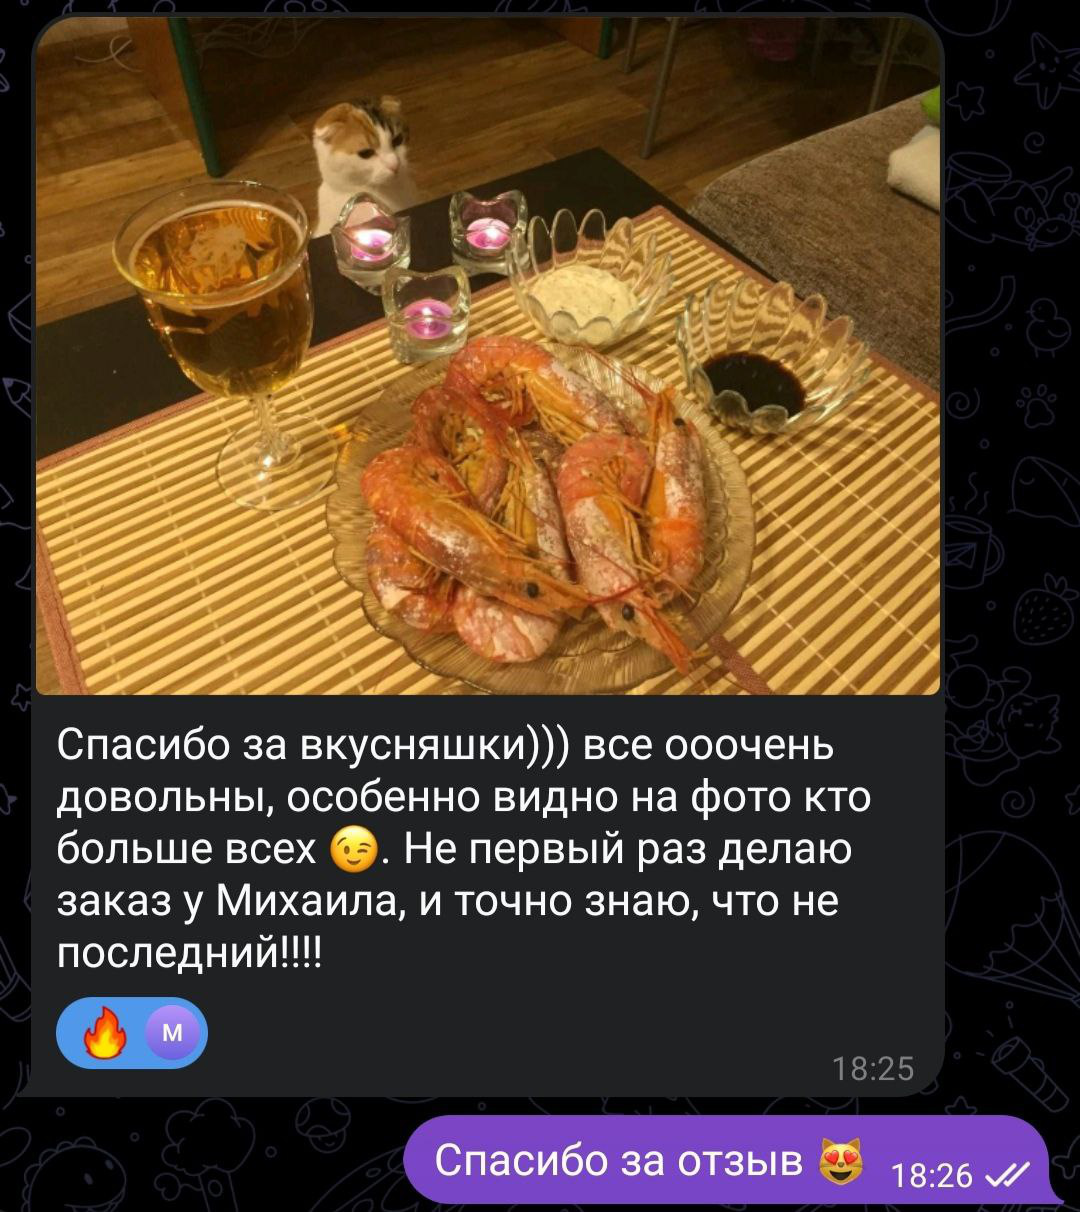 Спасибо за вкусняшки))) все ооочень
довольны, особенно видно на фото кто
больше всех 😉. Не первый раз делаю
заказ у Михаила, и точно знаю, что не
последний!!!!
🔥 М
18:25
Спасибо за отзыв 😻 18:26